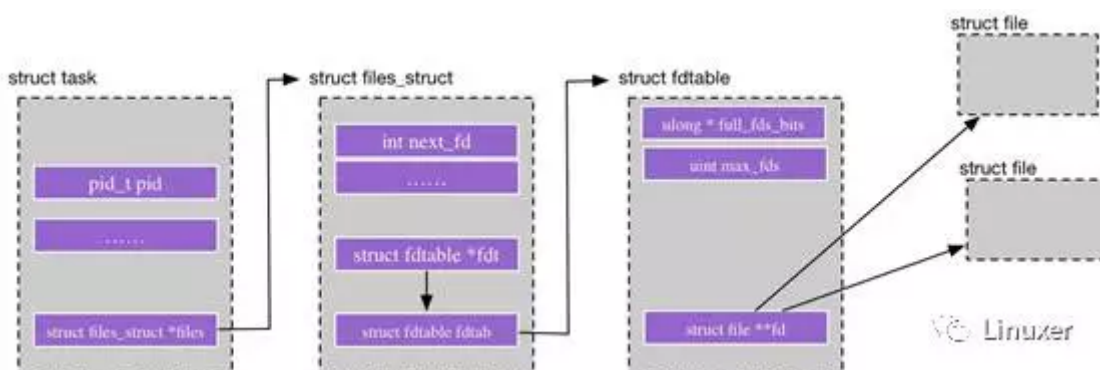 struct task
pid_t pid
......
struct files_struct *files
struct files_struct
int next_fd
......
struct fdtable *fdt
struct fdtable fdtab
struct fdtable
ulong * full_fds_bits
uint max_fds
struct file **fd
struct file
struct file
Linuxer